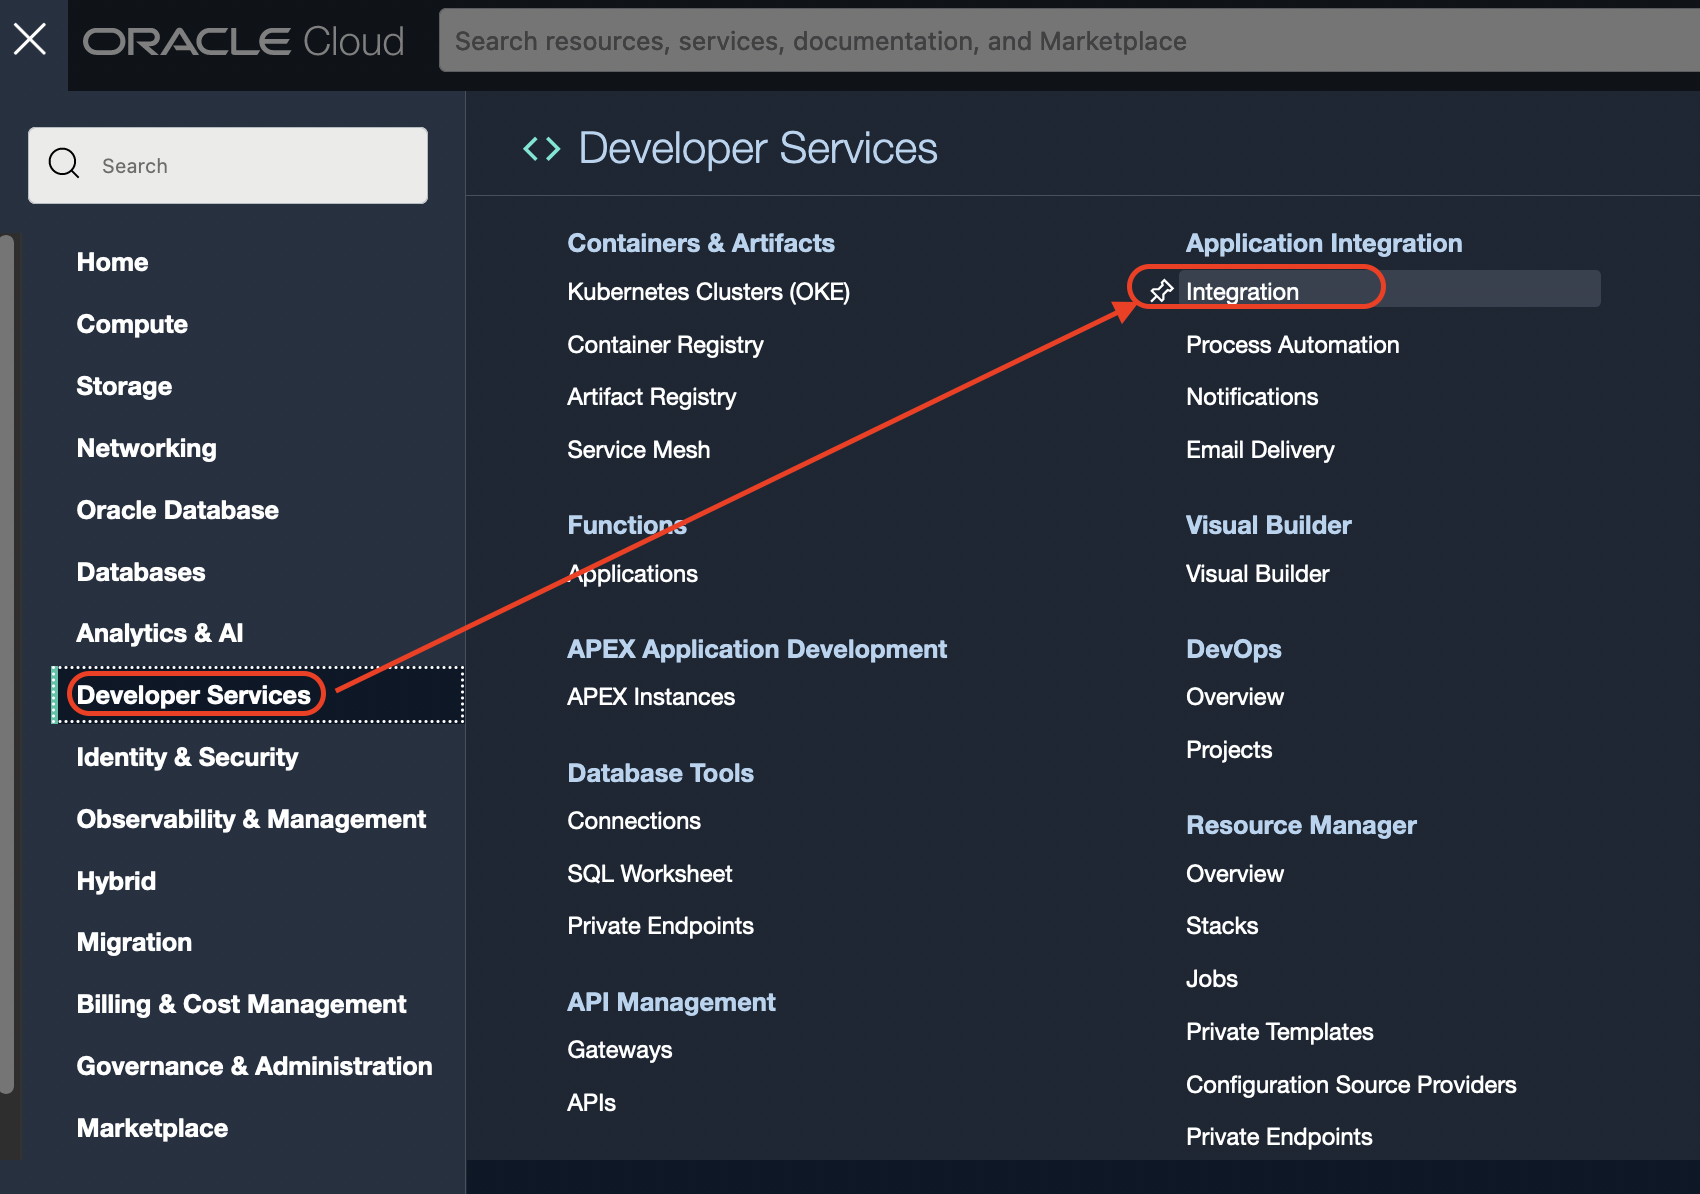 ORACLE Cloud
Search resources, services, documentation, and Marketplace
Search
Home
Compute
Storage
Networking
Oracle Database
Databases
Analytics & AI
Developer Services
Identity & Security
Observability & Management
Hybrid
Migration
Billing & Cost Management
Governance & Administration
Marketplace
Developer Services
Containers & Artifacts
Kubernetes Clusters (OKE)
Container Registry
Artifact Registry
Service Mesh
Functions
Applications
APEX Application Development
APEX Instances
Database Tools
Connections
SQL Worksheet
Private Endpoints
API Management
Gateways
APIs
Application Integration
Integration
Process Automation
Notifications
Email Delivery
Visual Builder
Visual Builder
DevOps
Overview
Projects
Resource Manager
Overview
Stacks
Jobs
Private Templates
Configuration Source Providers
Private Endpoints